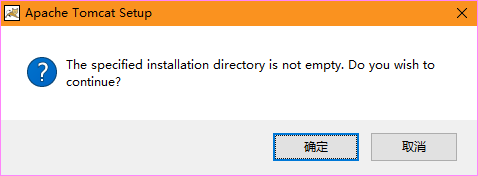 Apache Tomcat Setup
The specified installation directory is not empty. Do you wish to
continue?
确定
取消